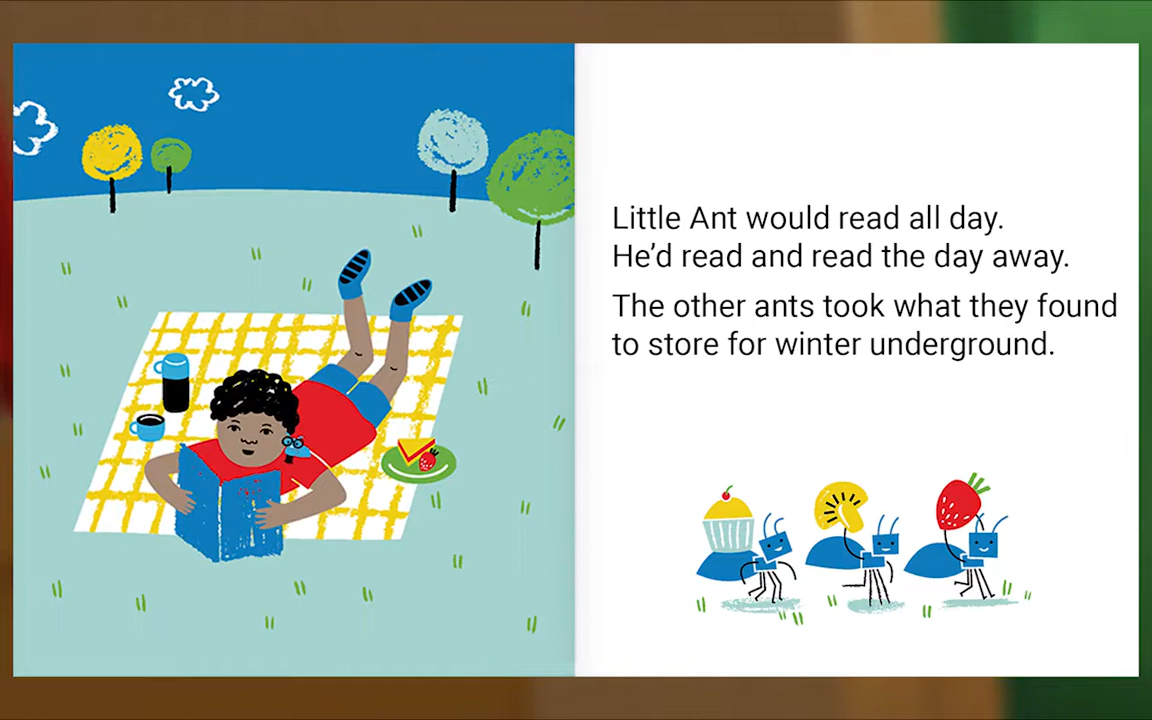 Little Ant would read all day.
He’d read and read the day away.
The other ants took what they found
to store for winter underground.